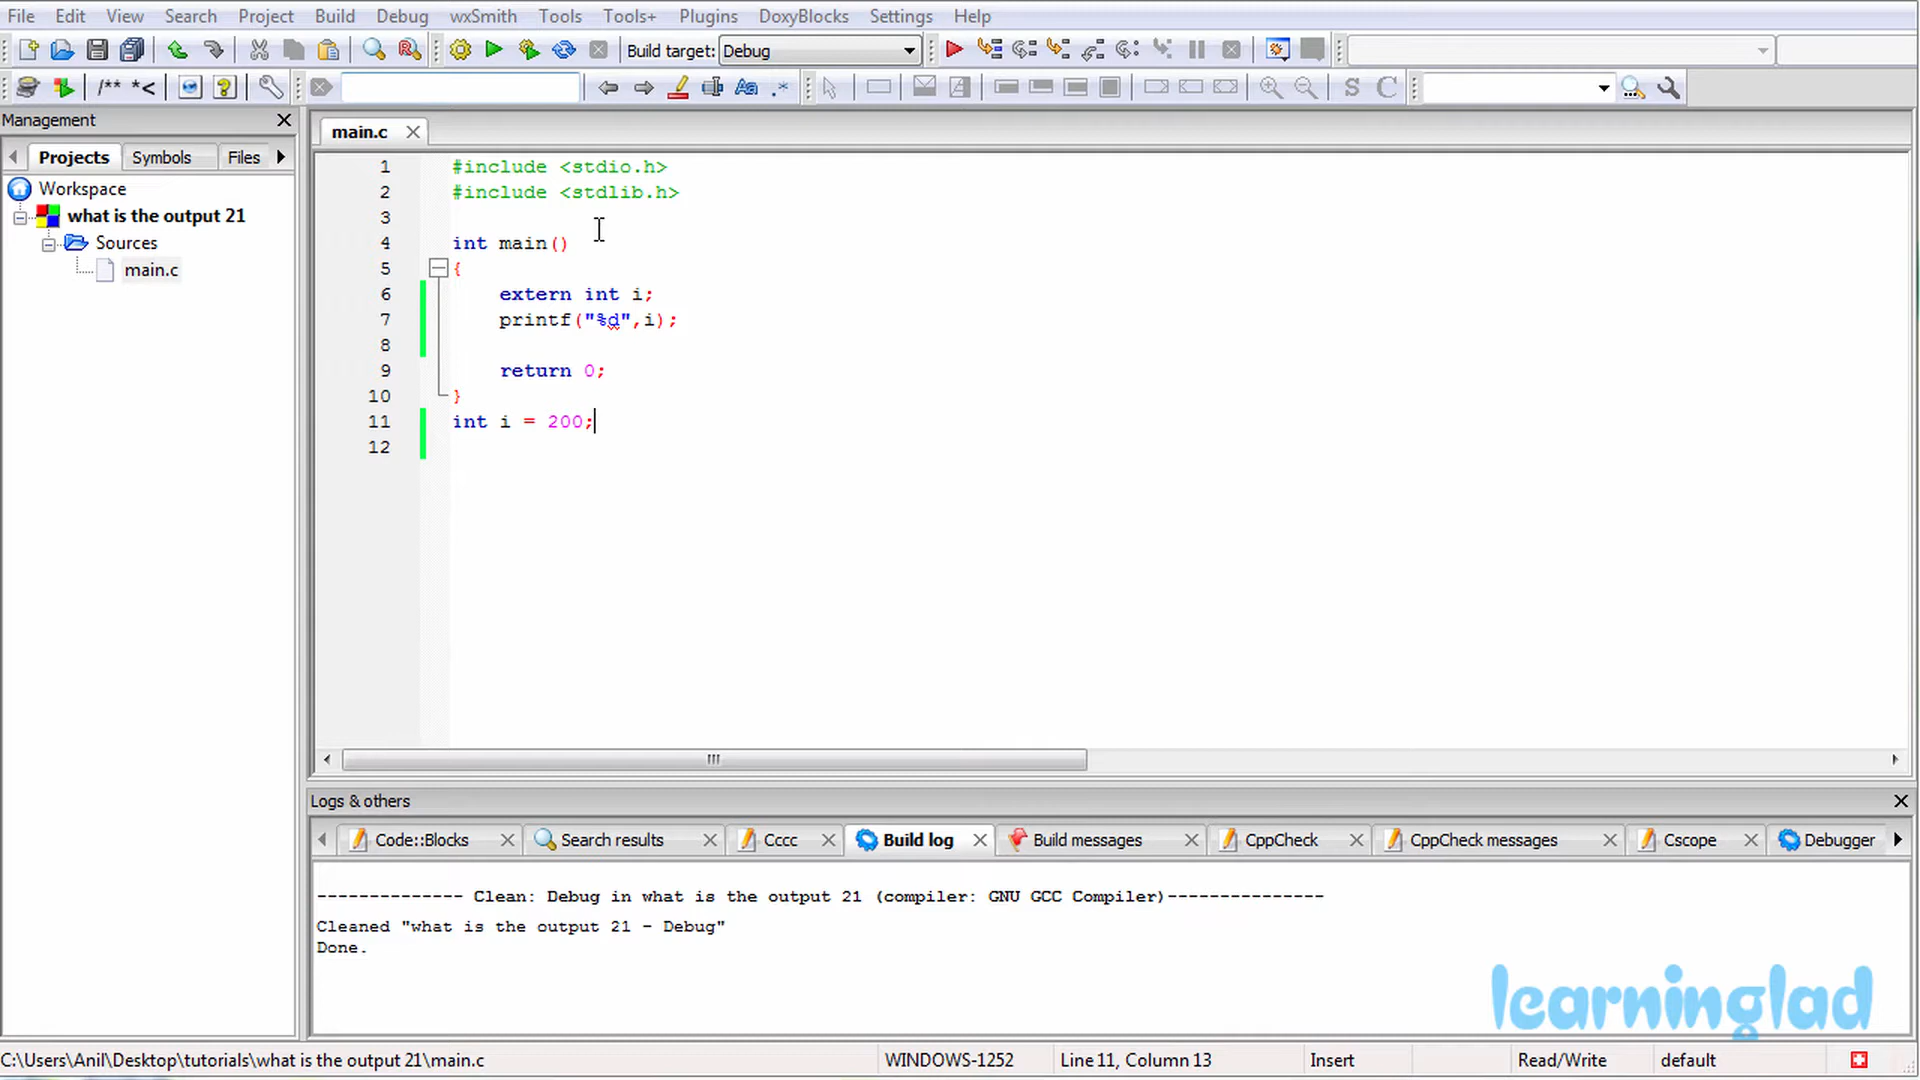 File Edit View Search Project Build Debug wxSmith Tools Tools+ Plugins DoxyBlocks Settings Help
Build target: Debug
/** *< Aa .* S C
Management
main.c
Projects Symbols Files
Workspace
what is the output 21
Sources
main.c
1 #include <stdio.h>
2 #include <stdlib.h>
3
4 int main()
5 {
6 extern int i;
7 printf("%d",i);
8
9 return 0;
10 }
11 int i = 200;
12
Logs & others
Code::Blocks Search results Cccc Build log Build messages CppCheck CppCheck messages Cscope Debugger
-------------- Clean: Debug in what is the output 21 (compiler: GNU GCC Compiler)---------------
Cleaned "what is the output 21 - Debug"
Done.
learninglad
C:\Users\Anil\Desktop\tutorials\what is the output 21\main.c WINDOWS-1252 Line 11, Column 13 Insert Read/Write default